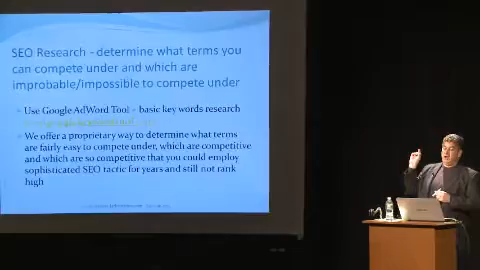 SEO Research - determine what terms you
can compete under and which are
improbable/impossible to compete under
Use Google AdWord Tool – basic key words research
We offer a proprietary way to determine what terms
are fairly easy to compete under, which are competitive
and which are so competitive that you could employ
sophisticated SEO tactic for years and still not rank
high